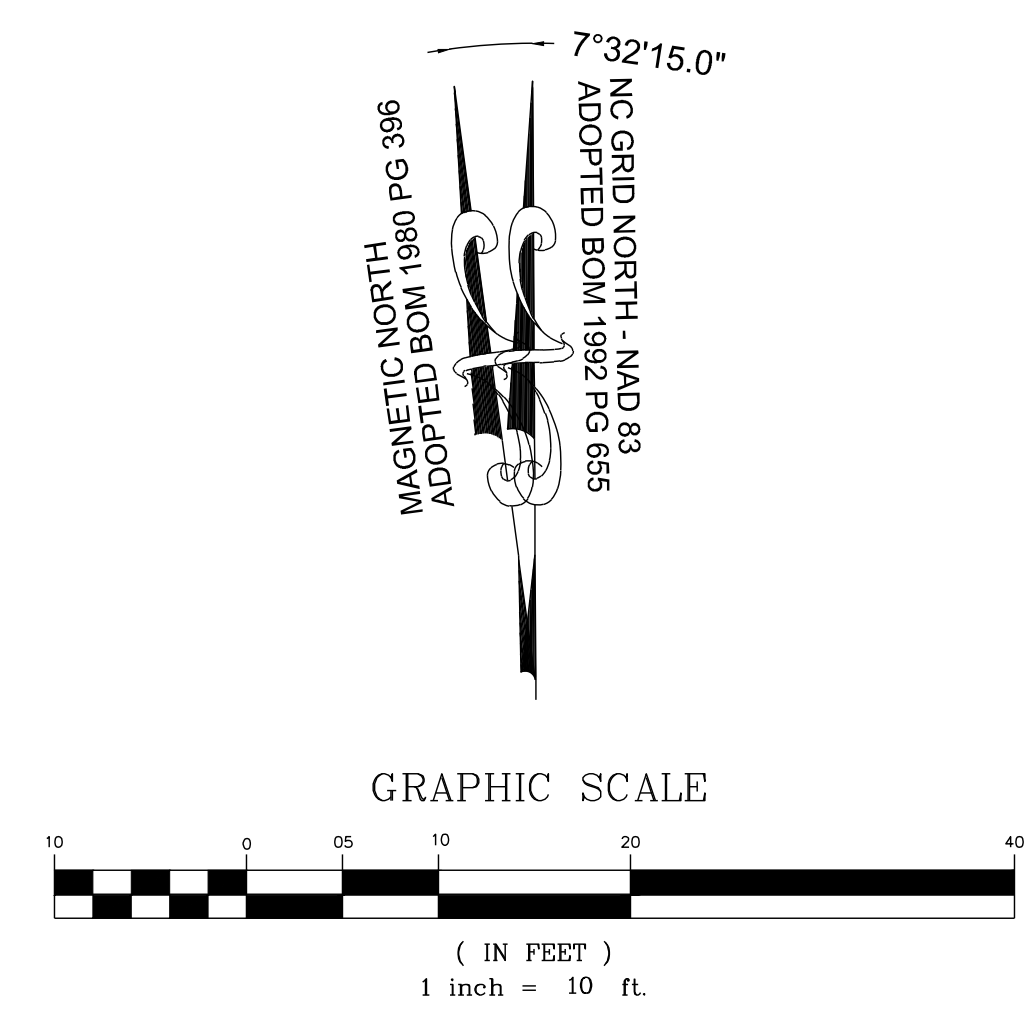 7°32'15.0"
MAGNETIC NORTH
ADOPTED BOM 1980 PG 396
NC GRID NORTH - NAD 83
ADOPTED BOM 1992 PG 655
GRAPHIC SCALE
10 0 05 10 20 40
( IN FEET )
1 inch = 10 ft.